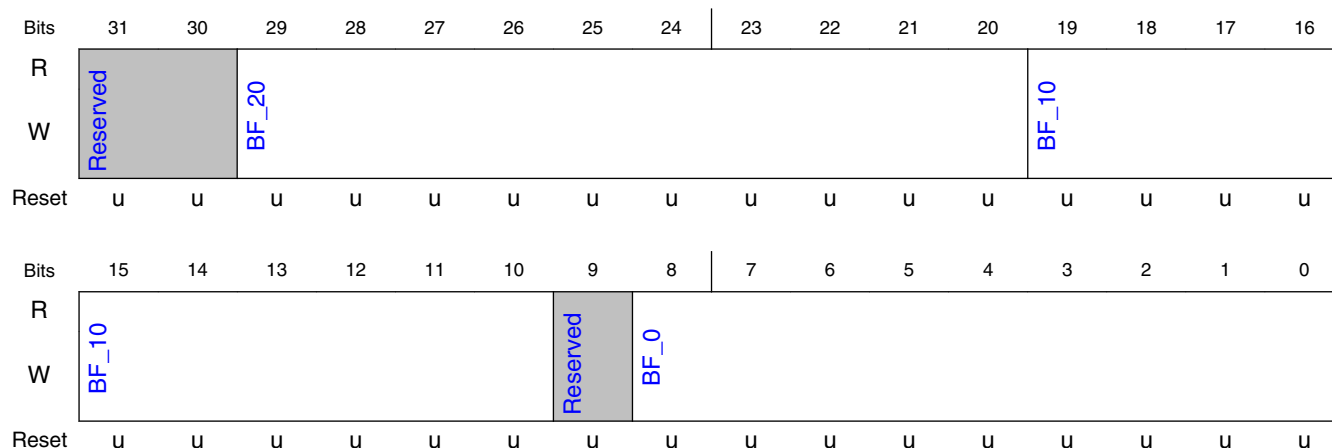 Bits 31 30 29 28 27 26 25 24 23 22 21 20 19 18 17 16
R
Reserved BF_20 BF_10
W
Reset u u u u u u u u u u u u u u u u
Bits 15 14 13 12 11 10 9 8 7 6 5 4 3 2 1 0
R
BF_10 Reserved BF_0
W
Reset u u u u u u u u u u u u u u u u